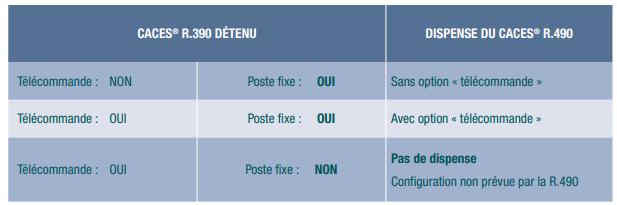 CACES® R.390 DÉTENU DISPENSE DU CACES® R.490
Télécommande : NON Poste fixe : OUI Sans option « télécommande »
Télécommande : OUI Poste fixe : OUI Avec option « télécommande »
Télécommande : OUI Poste fixe : NON Pas de dispense
Configuration non prévue par la R.490